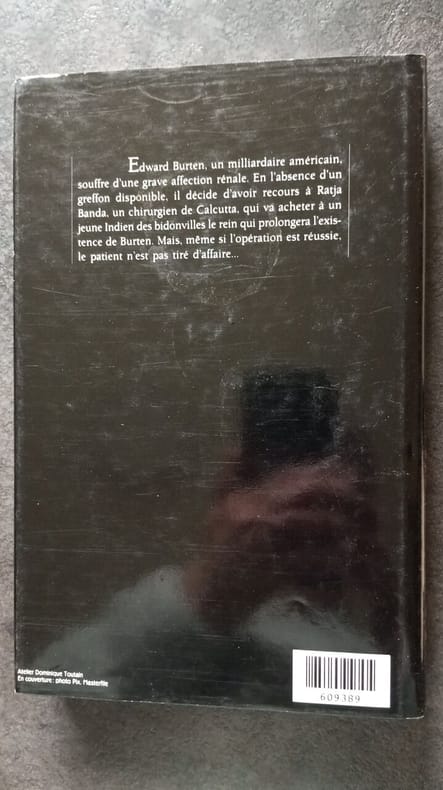 Edward Burten, un milliardaire américain,
souffre d'une grave affection rénale. En l'absence d'un
greffon disponible, il décide d'avoir recours à Ratja
Banda, un chirurgien de Calcutta, qui va acheter à un
jeune Indien des bidonvilles le rein qui prolongera l'exis-
tence de Burten. Mais, même si l'opération est réussie,
le patient n'est pas tiré d'affaire...
Atelier Dominique Toutain
En couverture : photo Pix, Masterfile
609389